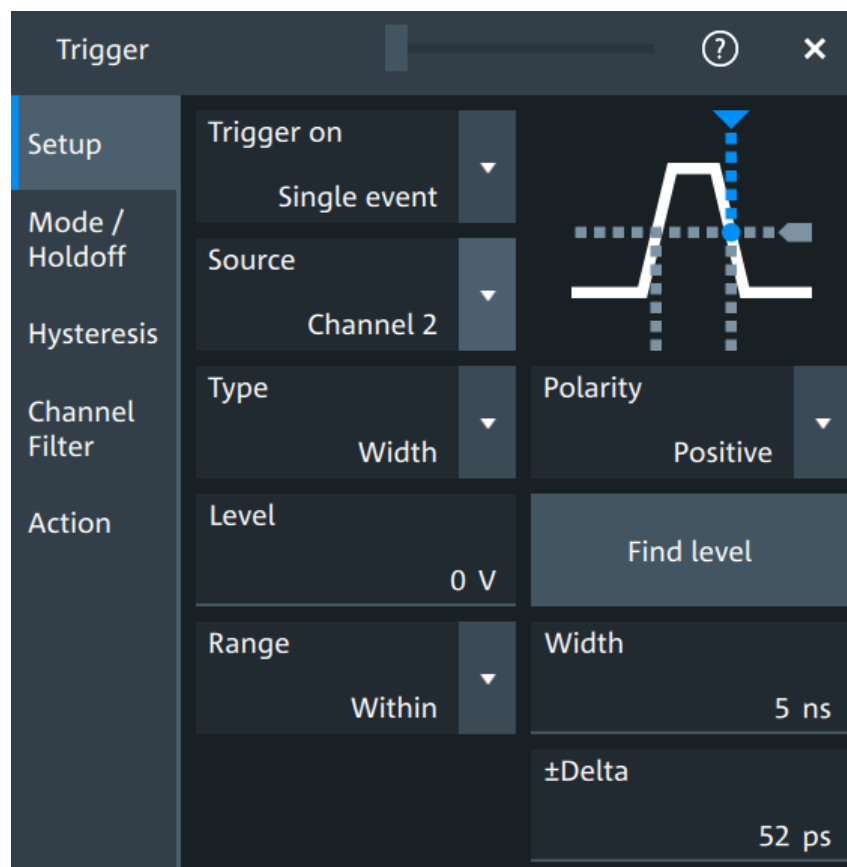 Trigger
?
Setup
Mode /
Holdoff
Hysteresis
Channel
Filter
Action
Trigger on
Single event
Source
Channel 2
Type
Width
Polarity
Positive
Level
0 V
Find level
Range
Within
Width
5 ns
±Delta
52 ps